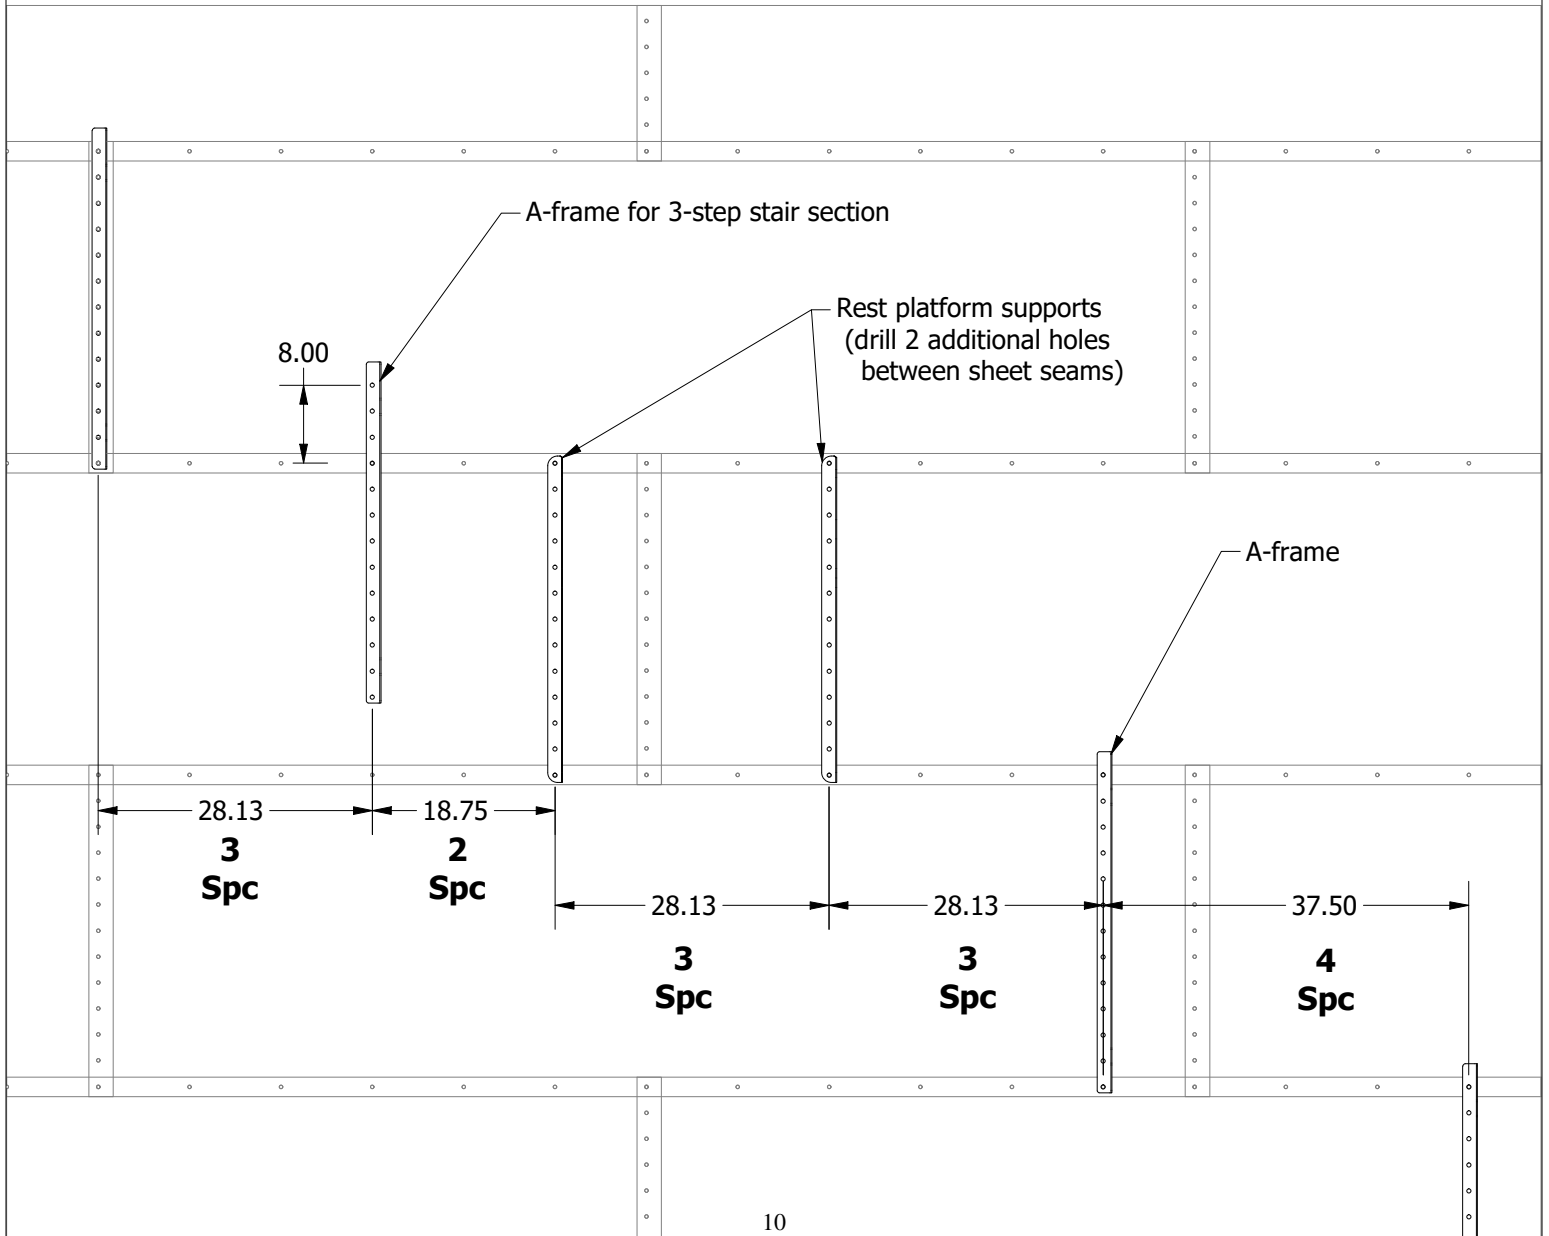 A-frame for 3-step stair section
Rest platform supports
(drill 2 additional holes
between sheet seams)
8.00
A-frame
28.13
18.75
3
Spc
2
Spc
28.13
28.13
37.50
3
Spc
3
Spc
4
Spc
10